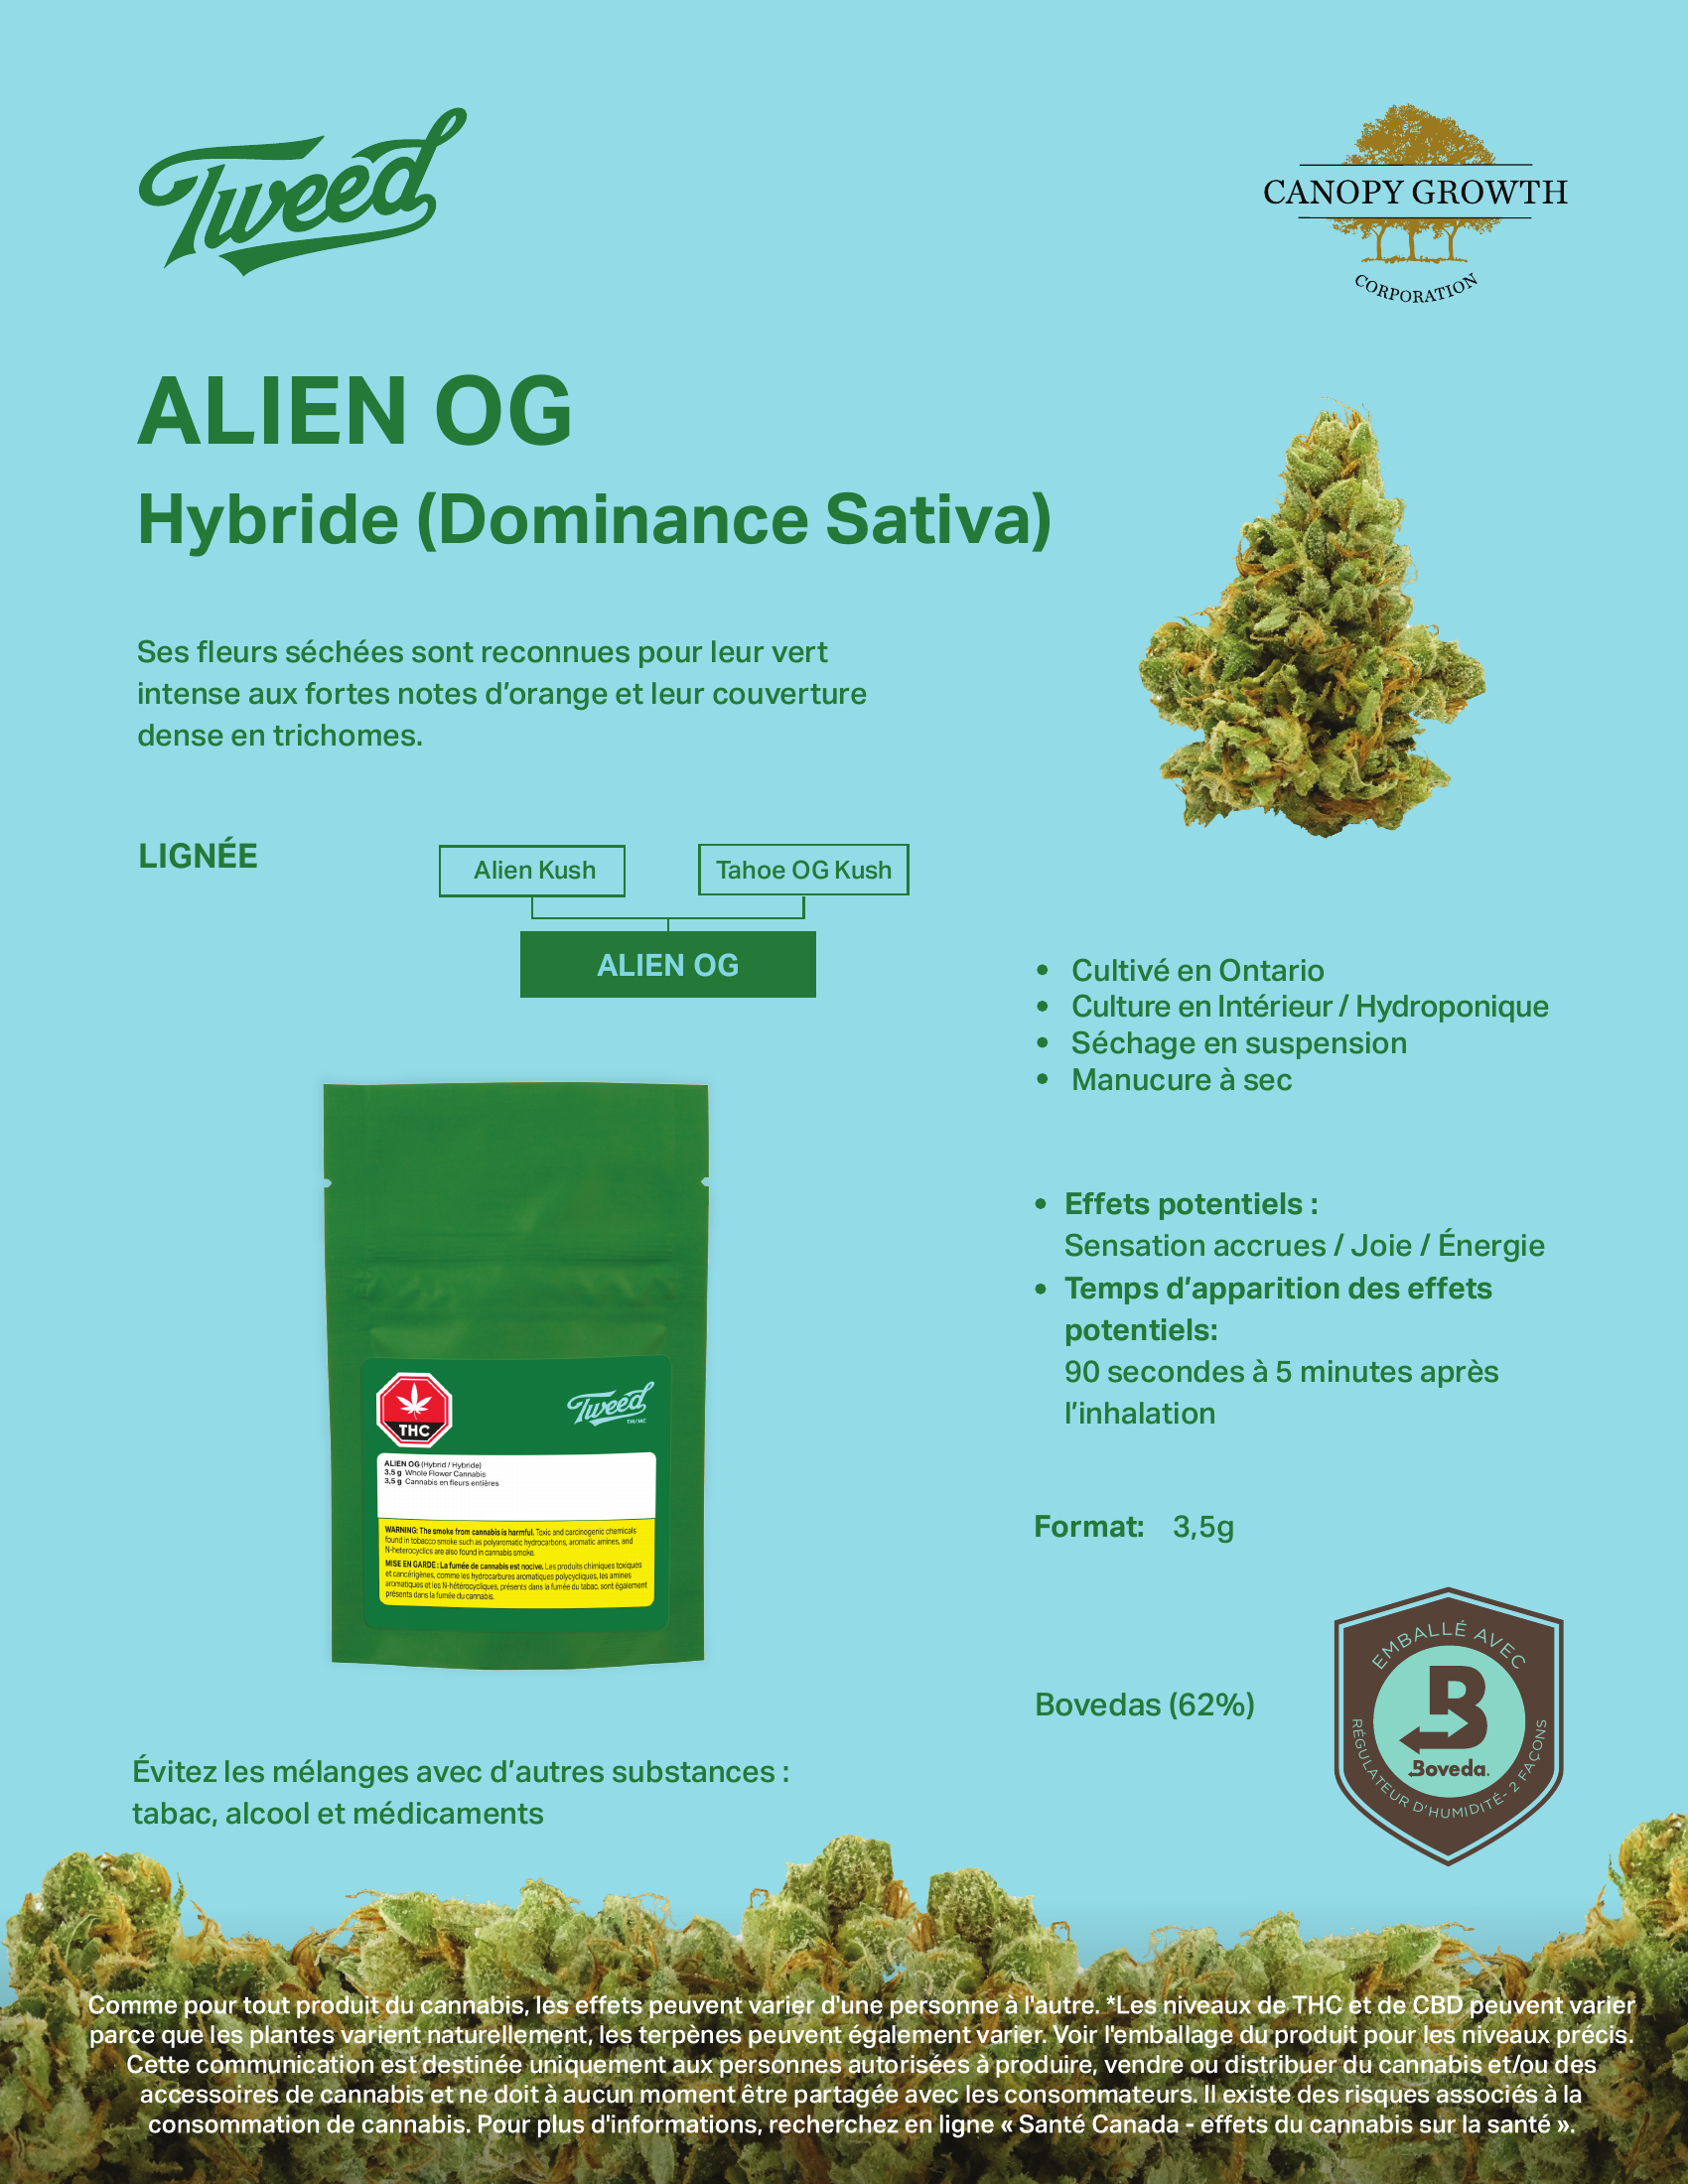 Tweed
CANOPY GROWTH
CORPORATION
ALIEN OG
Hybride (Dominance Sativa)
Ses fleurs séchées sont reconnues pour leur vert
intense aux fortes notes d’orange et leur couverture
dense en trichomes.
LIGNÉE
Alien Kush
Tahoe OG Kush
ALIEN OG
• Cultivé en Ontario
• Culture en Intérieur / Hydroponique
• Séchage en suspension
• Manucure à sec
• Effets potentiels :
Sensation accrues / Joie / Énergie
• Temps d’apparition des effets
potentiels:
90 secondes à 5 minutes après
l’inhalation
THC
Tweed
TM/MC
ALIEN OG (Hybrid / Hybride)
3.5 g Whole Flower Cannabis
3,5 g Cannabis en fleurs entières
WARNING: The smoke from cannabis is harmful. Toxic and carcinogenic chemicals
found in tobacco smoke such as polyaromatic hydrocarbons, aromatic amines, and
N-heterocyclics are also found in cannabis smoke.
MISE EN GARDE : La fumée de cannabis est nocive. Les produits chimiques toxiques
et cancérigènes, comme les hydrocarbures aromatiques polycycliques, les amines
aromatiques et les N-hétérocycliques, présents dans la fumée du tabac, sont également
présents dans la fumée du cannabis.
Format: 3,5g
Bovedas (62%)
EMBALLÉ AVEC
B
Boveda.
RÉGULATEUR D'HUMIDITÉ- 2 FAÇONS
Évitez les mélanges avec d’autres substances :
tabac, alcool et médicaments
Comme pour tout produit du cannabis, les effets peuvent varier d'une personne à l'autre. *Les niveaux de THC et de CBD peuvent varier
parce que les plantes varient naturellement, les terpènes peuvent également varier. Voir l'emballage du produit pour les niveaux précis.
Cette communication est destinée uniquement aux personnes autorisées à produire, vendre ou distribuer du cannabis et/ou des
accessoires de cannabis et ne doit à aucun moment être partagée avec les consommateurs. Il existe des risques associés à la
consommation de cannabis. Pour plus d'informations, recherchez en ligne « Santé Canada - effets du cannabis sur la santé ».